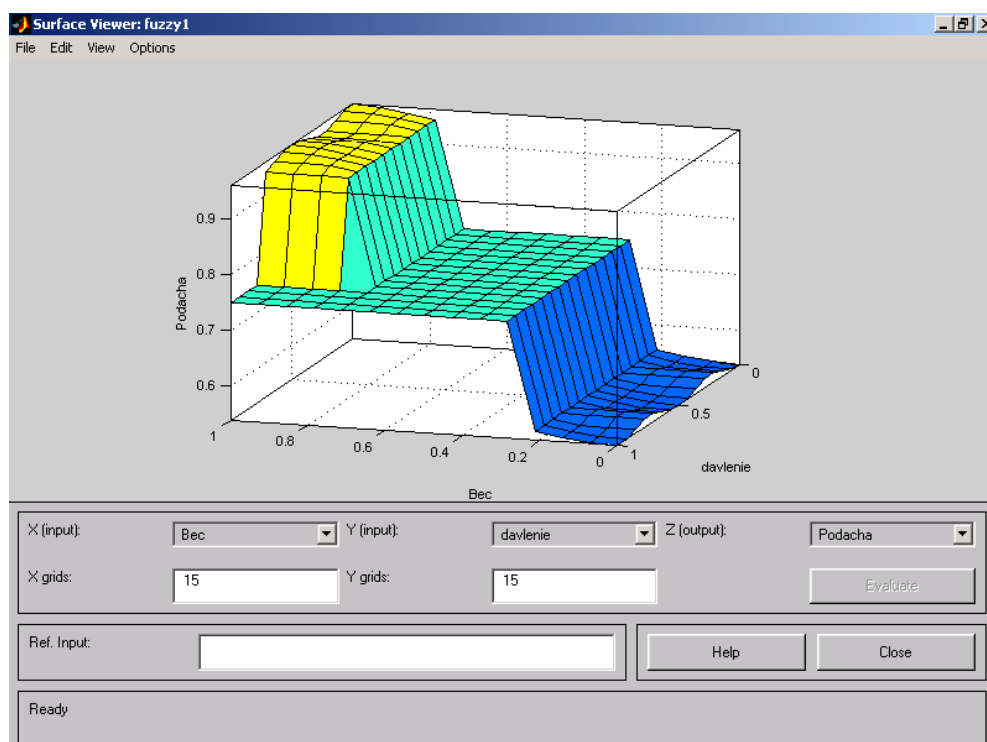 Surface Viewer: fuzzy1
File Edit View Options
0.9
0.8
0.7
0.6
Podacha
1
0.8
0.6
0.4
0.2
0
Bec
1
0.5
0
davlenie
X (input): Bec Y (input): davlenie Z (output): Podacha
X grids: 15 Y grids: 15 Evaluate
Ref. Input: Help Close
Ready